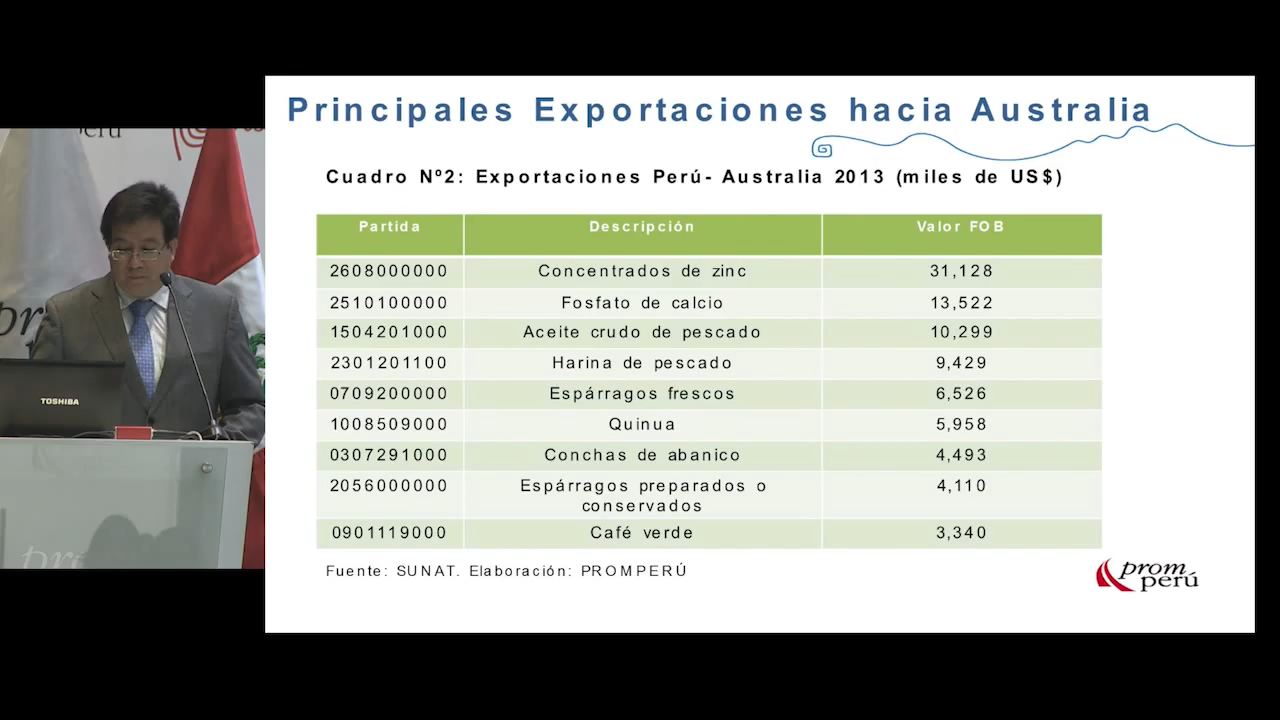 Principales Exportaciones hacia Australia
Cuadro Nº2: Exportaciones Perú- Australia 2013 (miles de US$)
Partida Descripción Valor FOB
2608000000 Concentrados de zinc 31,128
2510100000 Fosfato de calcio 13,522
1504201000 Aceite crudo de pescado 10,299
2301201100 Harina de pescado 9,429
0709200000 Espárragos frescos 6,526
1008509000 Quinua 5,958
0307291000 Conchas de abanico 4,493
2056000000 Espárragos preparados o 4,110
conservados
0901119000 Café verde 3,340
Fuente: SUNAT. Elaboración: PROMPERÚ
prom
perú
TOSHIBA